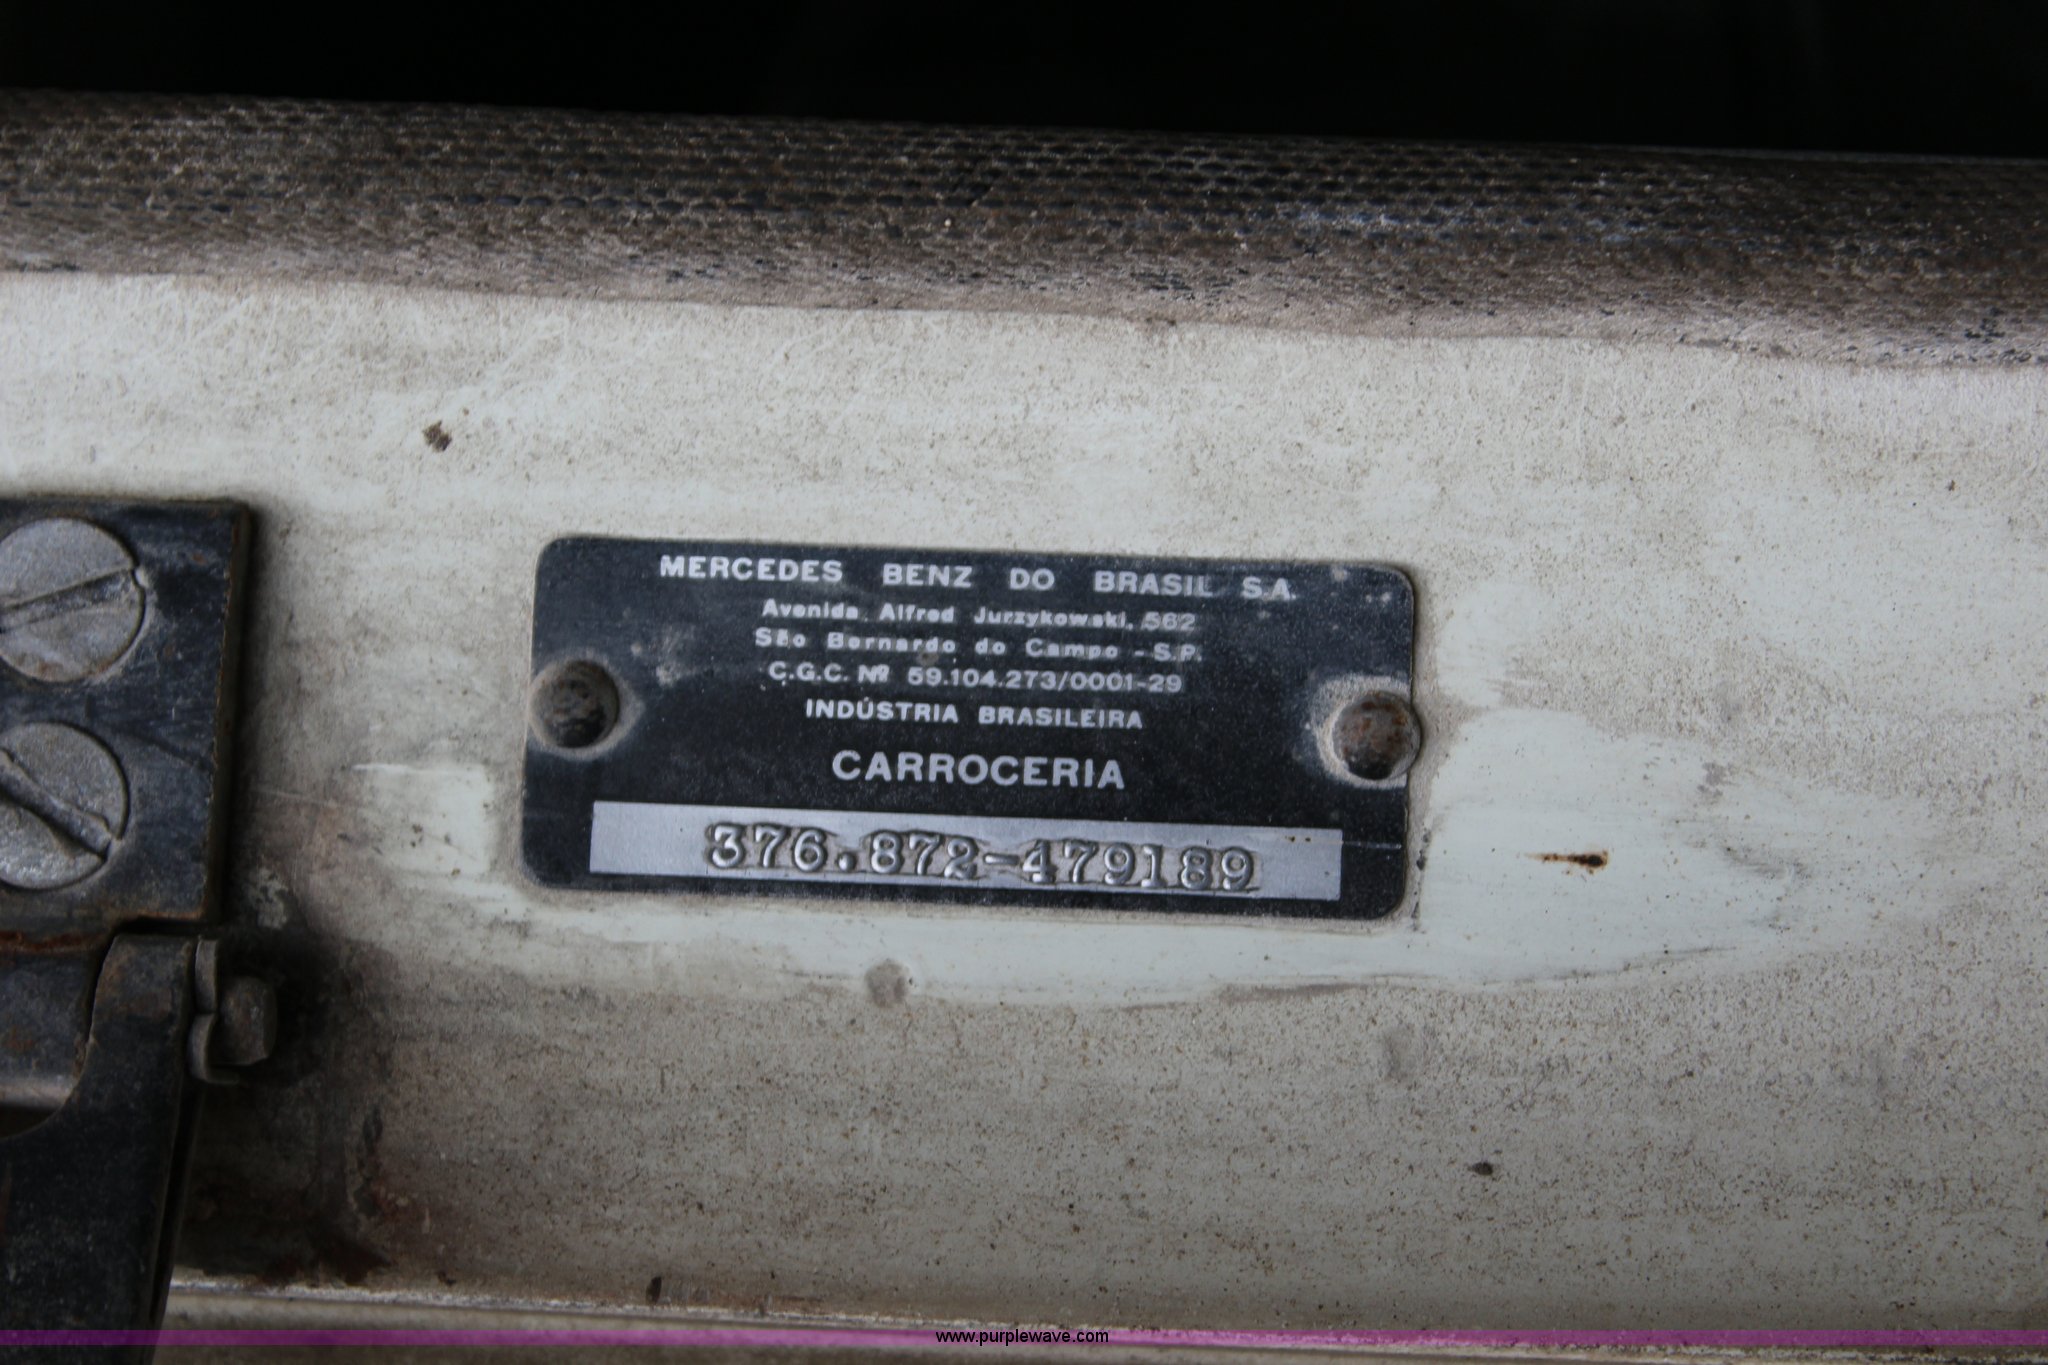 MERCEDES BENZ DO BRASIL S.A.
Avenida Alfred Jurzykowski, 562
São Bernardo do Campo - S.P.
C.G.C. Nº 59.104.273/0001-29
INDÚSTRIA BRASILEIRA
CARROCERIA
376.872-479189
www.purplewave.com